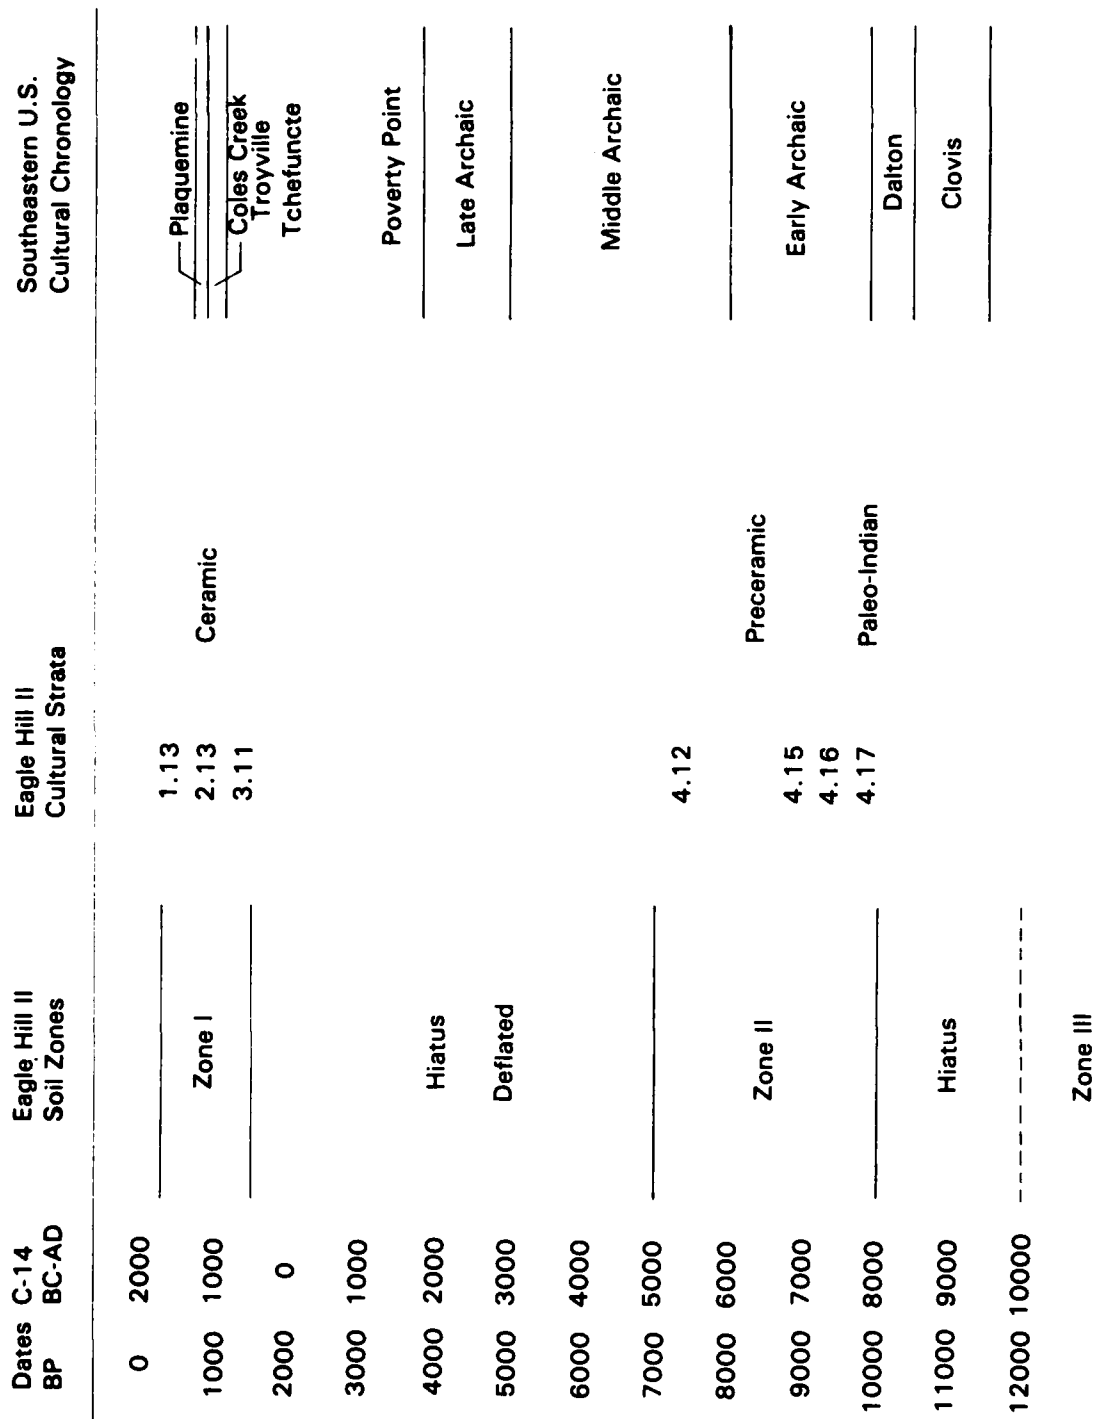 Dates C-14
BP BC-AD
Eagle Hill II
Soil Zones
Eagle Hill II
Cultural Strata
Southeastern U.S.
Cultural Chronology
0 2000
1.13
Plaquemine
1000 1000
Zone I
2.13
Ceramic
3.11
Coles Creek
Troyville
2000 0
Tchefuncte
3000 1000
Poverty Point
4000 2000
Hiatus
Late Archaic
5000 3000
Deflated
6000 4000
Middle Archaic
7000 5000
4.12
8000 6000
Zone II
Preceramic
9000 7000
4.15
Early Archaic
4.16
10000 8000
4.17
Paleo-Indian
Dalton
11000 9000
Hiatus
Clovis
12000 10000
Zone III